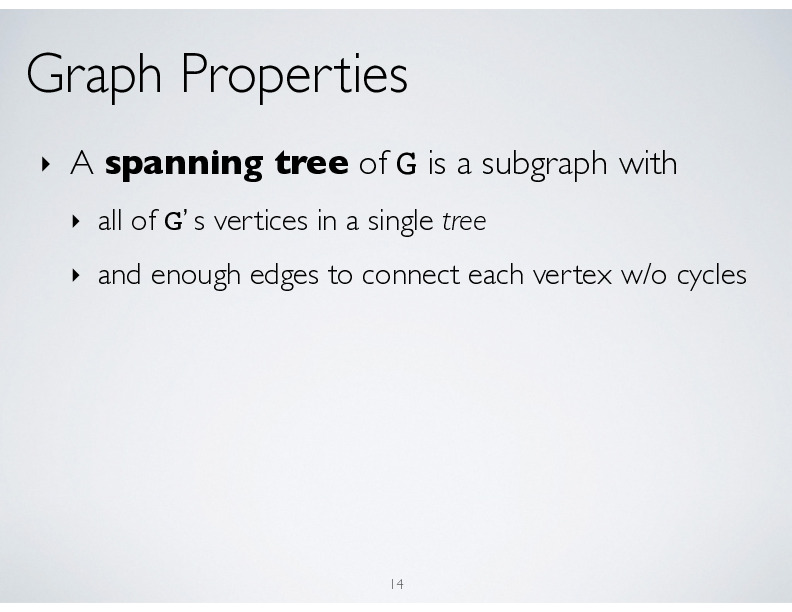 Graph Properties
‣ A spanning tree of G is a subgraph with
‣ all of G’s vertices in a single tree
‣ and enough edges to connect each vertex w/o cycles
14